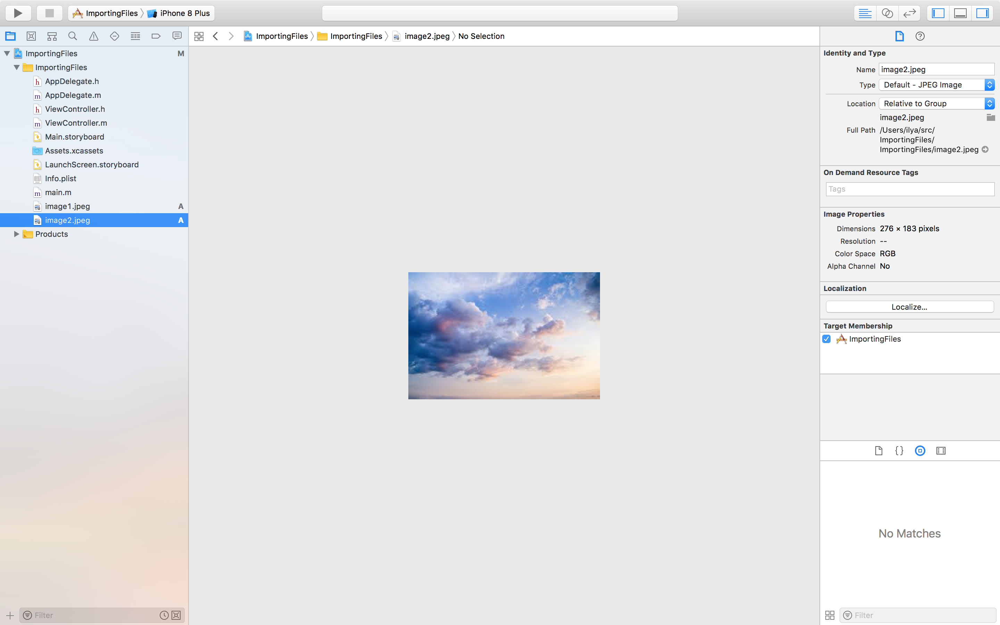 ImportingFiles iPhone 8 Plus
ImportingFiles ImportingFiles image2.jpeg No Selection
ImportingFiles M
ImportingFiles
h AppDelegate.h
m AppDelegate.m
h ViewController.h
m ViewController.m
Main.storyboard
Assets.xcassets
LaunchScreen.storyboard
Info.plist
m main.m
image1.jpeg A
image2.jpeg A
Products
Filter
Identity and Type
Name image2.jpeg
Type Default - JPEG Image
Location Relative to Group
image2.jpeg
Full Path /Users/ilya/src/
ImportingFiles/
ImportingFiles/image2.jpeg
On Demand Resource Tags
Tags
Image Properties
Dimensions 276 × 183 pixels
Resolution --
Color Space RGB
Alpha Channel No
Localization
Localize...
Target Membership
ImportingFiles
{}
No Matches
Filter